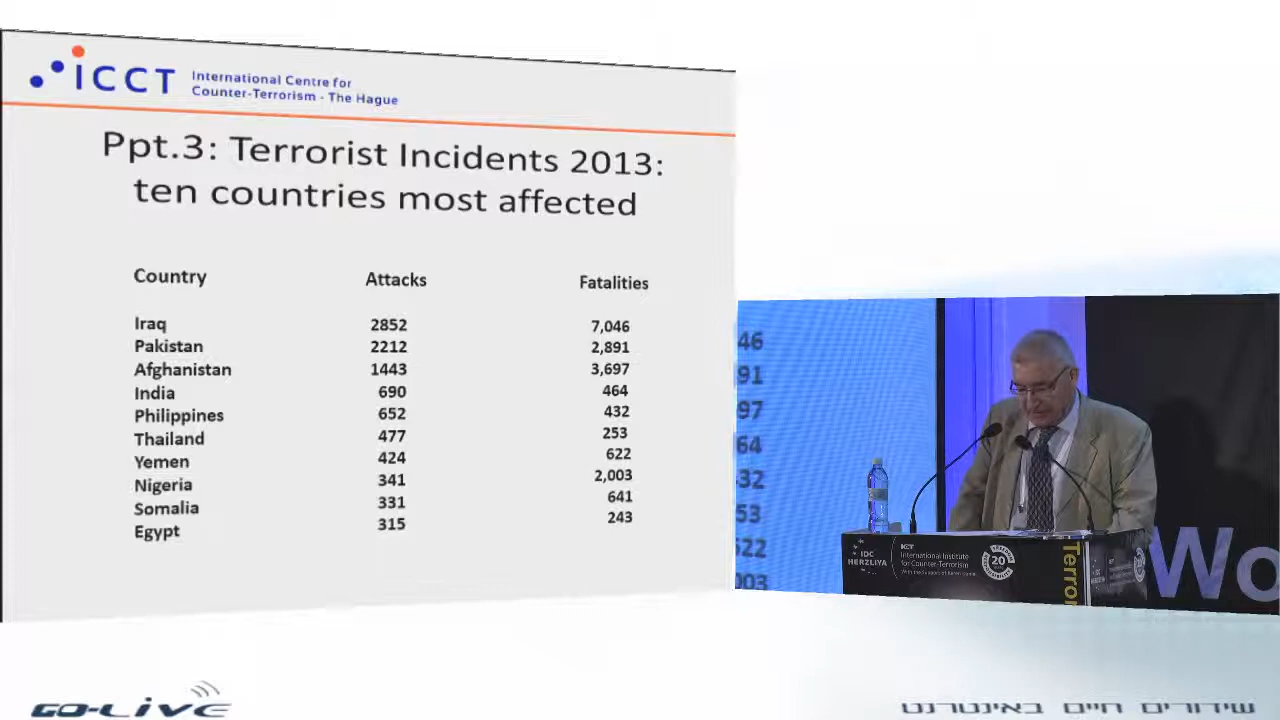 ICCT International Centre for
Counter-Terrorism - The Hague
Ppt.3: Terrorist Incidents 2013:
ten countries most affected
Country Attacks Fatalities
Iraq 2852 7,046
Pakistan 2212 2,891
Afghanistan 1443 3,697
India 690 464
Philippines 652 432
Thailand 477 253
Yemen 424 622
Nigeria 341 2,003
Somalia 331 641
Egypt 315 243
46
91
97
64
432
53
622
003
IDC
HERZLIYA
ICT
International Institute
for Counter-Terrorism
20
Terror
Wo
GO-LIVE
שידורים חיים באינטרנט